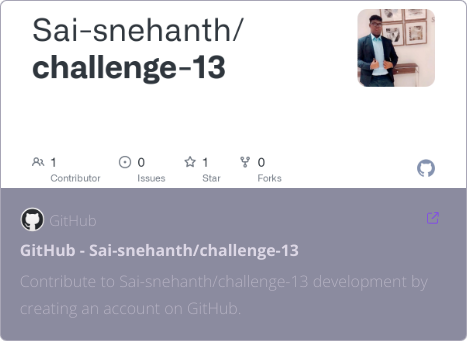 Sai-snehanth/
challenge-13
1 0 1 0
Contributor Issues Star Forks
GitHub
GitHub - Sai-snehanth/challenge-13
Contribute to Sai-snehanth/challenge-13 development by
creating an account on GitHub.